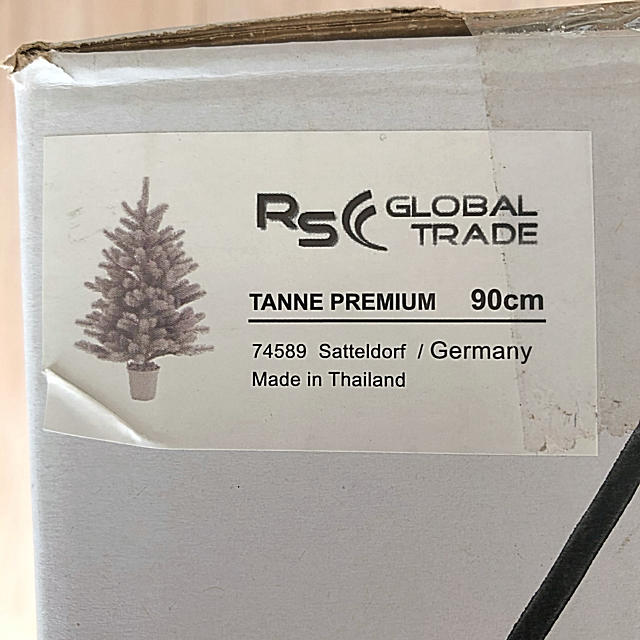 RS GLOBAL TRADE
TANNE PREMIUM 90cm
74589 Satteldorf / Germany
Made in Thailand